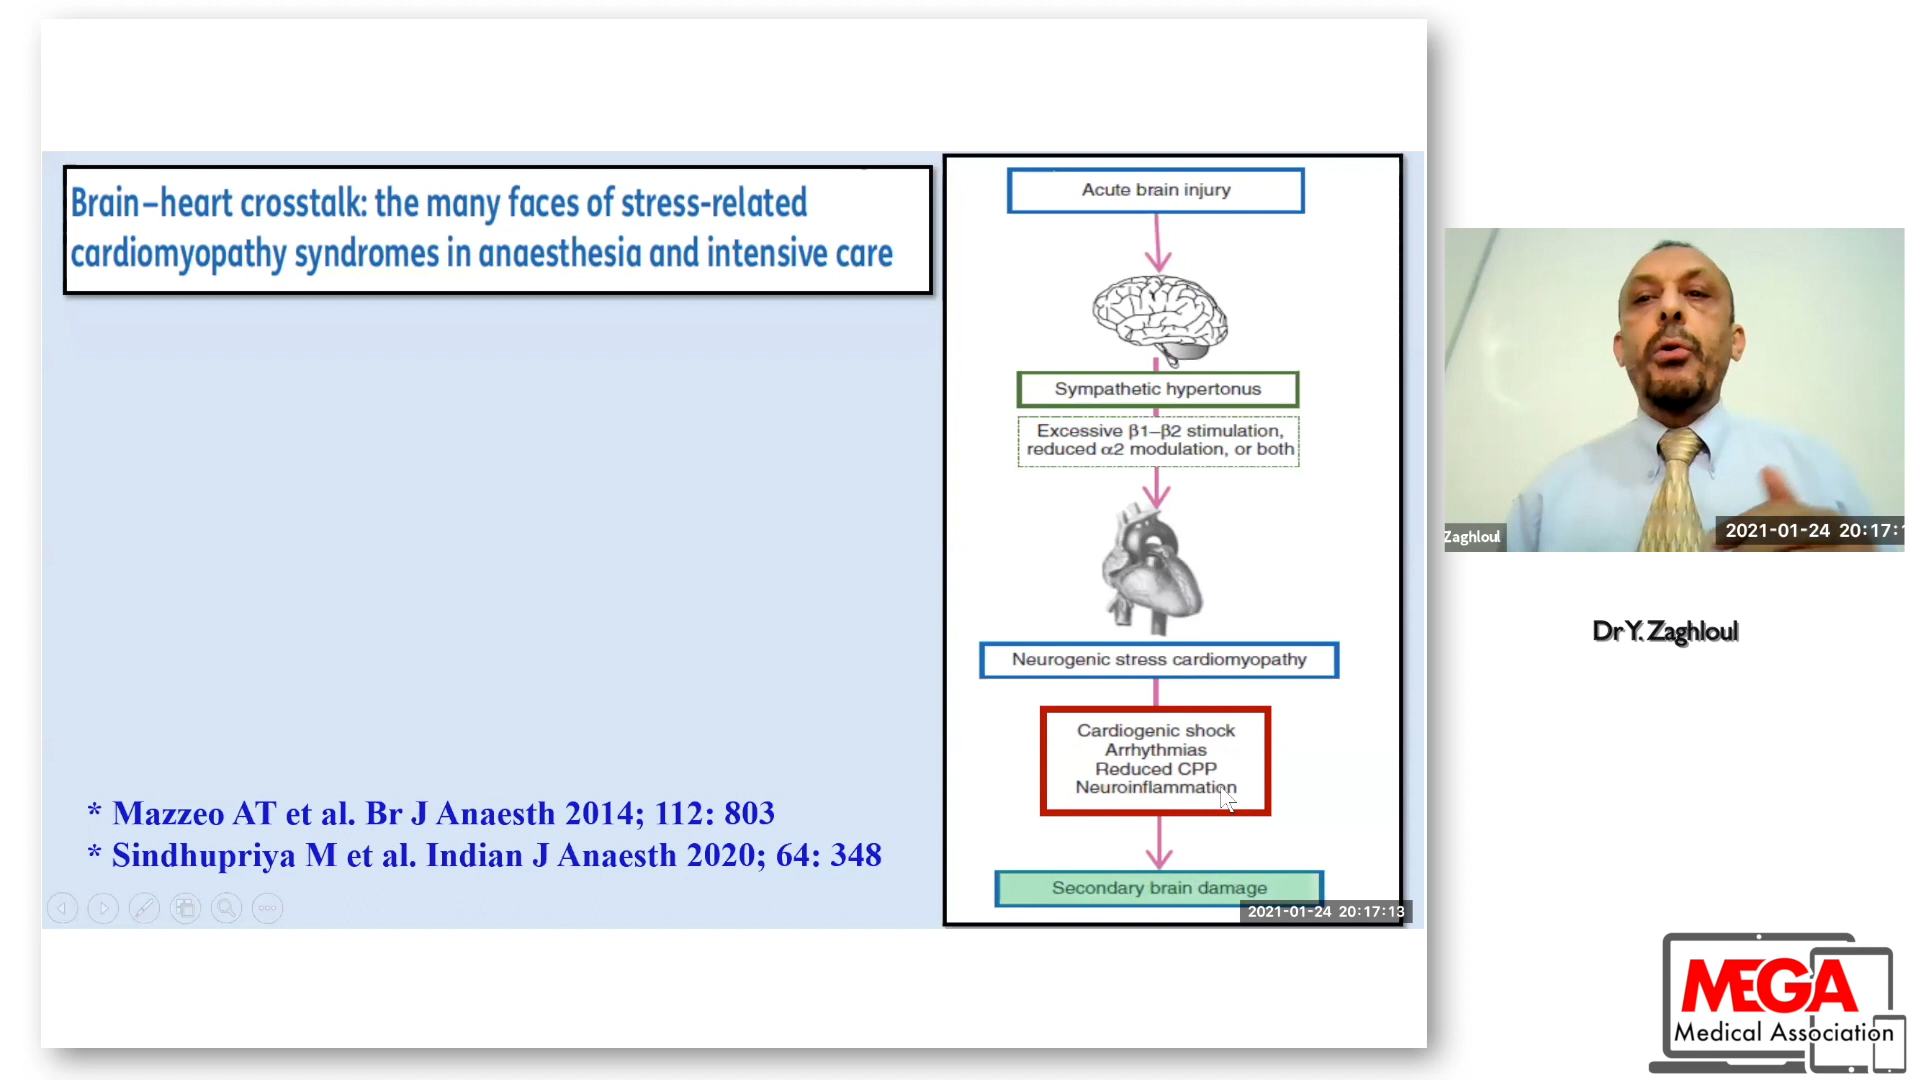 Brain–heart crosstalk: the many faces of stress-related
cardiomyopathy syndromes in anaesthesia and intensive care
* Mazzeo AT et al. Br J Anaesth 2014; 112: 803
* Sindhupriya M et al. Indian J Anaesth 2020; 64: 348
Acute brain injury
Sympathetic hypertonus
Excessive β1–β2 stimulation,
reduced α2 modulation, or both
Neurogenic stress cardiomyopathy
Cardiogenic shock
Arrhythmias
Reduced CPP
Neuroinflammation
Secondary brain damage
2021-01-24 20:17:13
Zaghloul
2021-01-24 20:17:
Dr Y. Zaghloul
MEGA
Medical Association